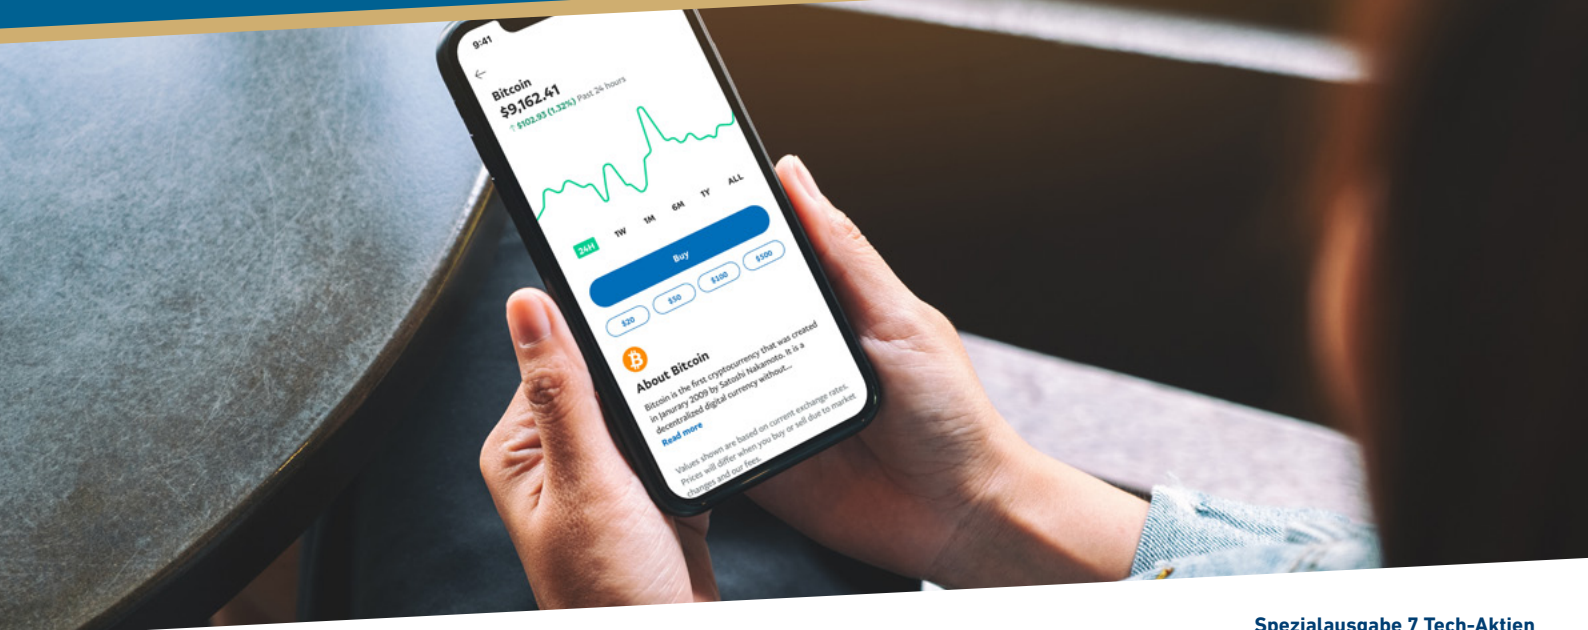 9:41
←
Bitcoin
$9,162.41
↑ $102.93 (1.32%) Past 24 hours
24H 1W 1M 6M 1Y ALL
Buy
$20 $50 $100 $500
About Bitcoin
Bitcoin is the first cryptocurrency that was created
in Janurary 2009 by Satoshi Nakamoto. It is a
decentralized digital currency without...
Read more
Values shown are based on current exchange rates.
Prices will differ when you buy or sell due to market
changes and our fees.
Spezialausgabe 7 Tech-Aktien